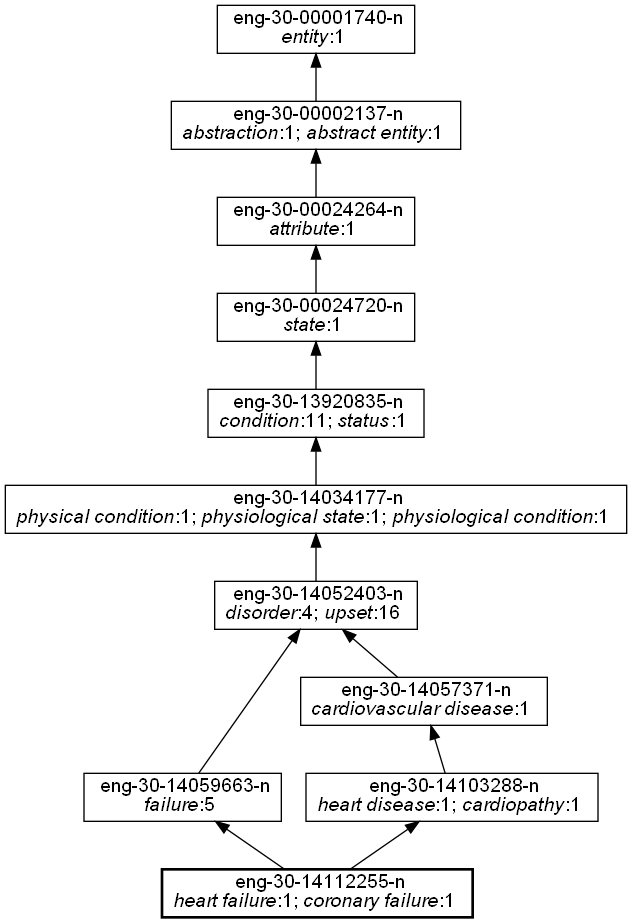 eng-30-00001740-n
entity:1
eng-30-00002137-n
abstraction:1; abstract entity:1
eng-30-00024264-n
attribute:1
eng-30-00024720-n
state:1
eng-30-13920835-n
condition:11; status:1
eng-30-14034177-n
physical condition:1; physiological state:1; physiological condition:1
eng-30-14052403-n
disorder:4; upset:16
eng-30-14057371-n
cardiovascular disease:1
eng-30-14059663-n
failure:5
eng-30-14103288-n
heart disease:1; cardiopathy:1
eng-30-14112255-n
heart failure:1; coronary failure:1